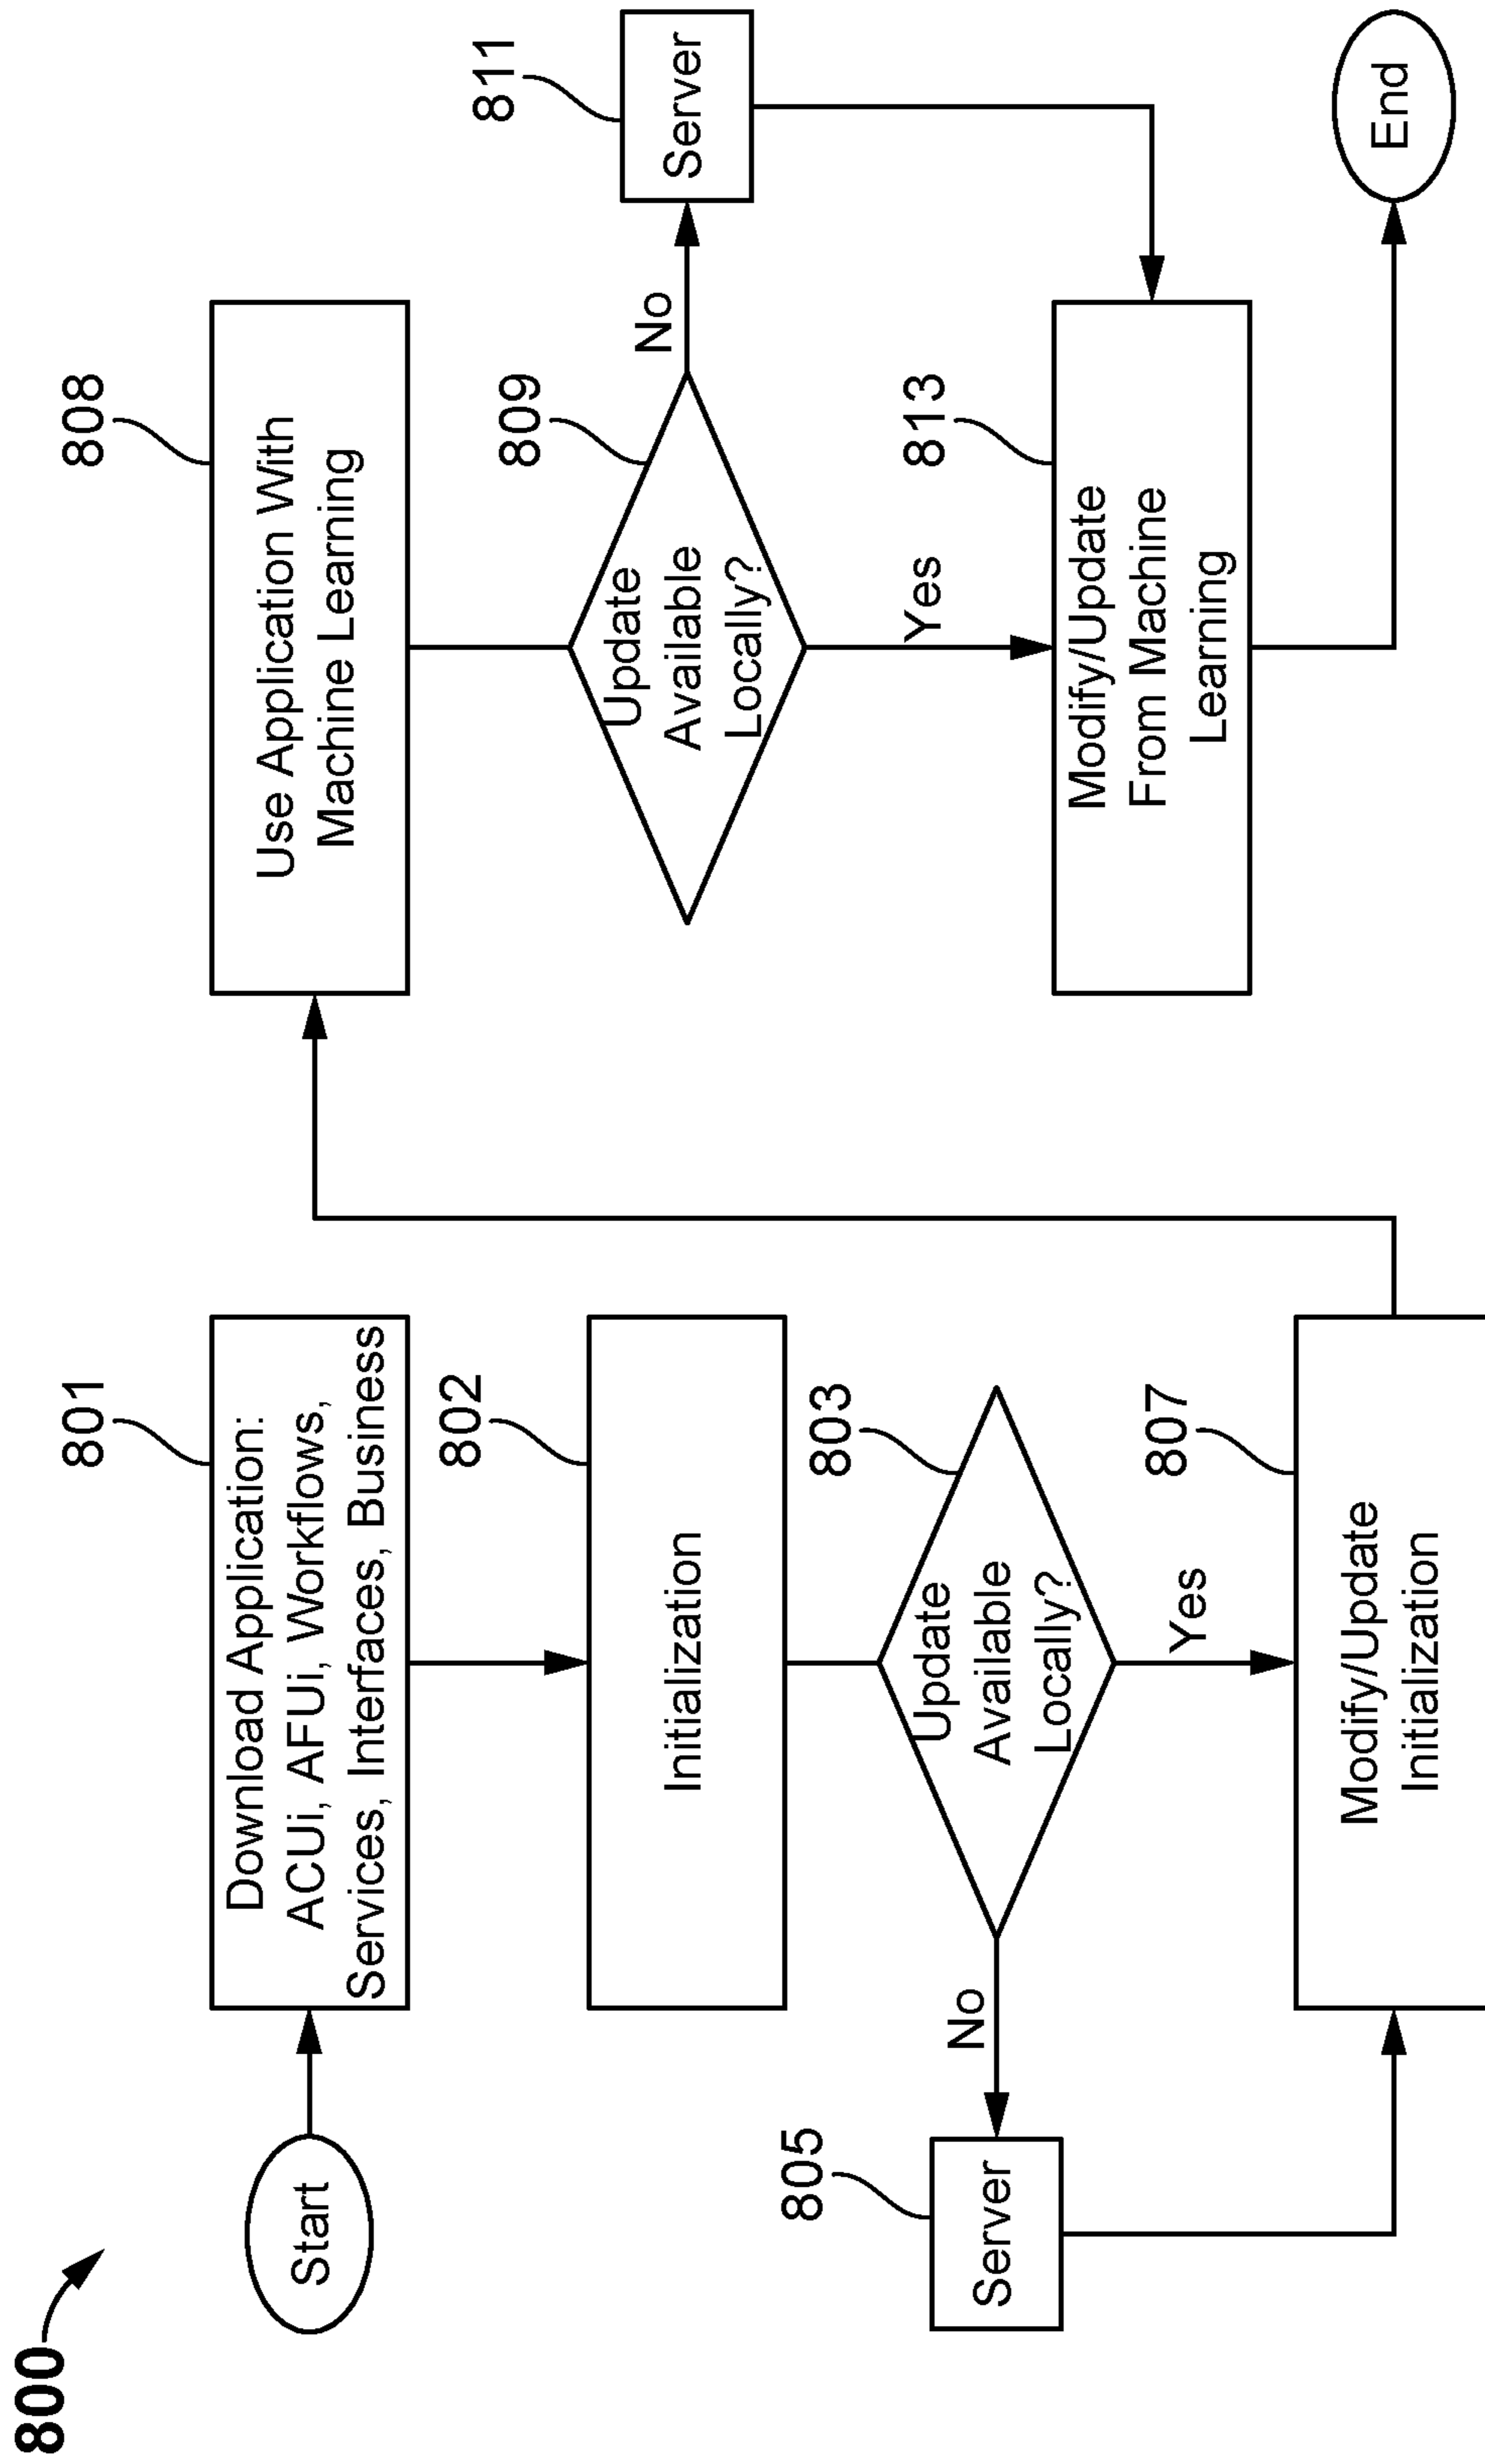 800
Start
801
Download Application:
ACUi, AFUi, Workflows,
Services, Interfaces, Business
802
Initialization
803
Update
Available
Locally?
No
805
Server
Yes
807
Modify/Update
Initialization
808
Use Application With
Machine Learning
809
Update
Available
Locally?
No
811
Server
Yes
813
Modify/Update
From Machine
Learning
End